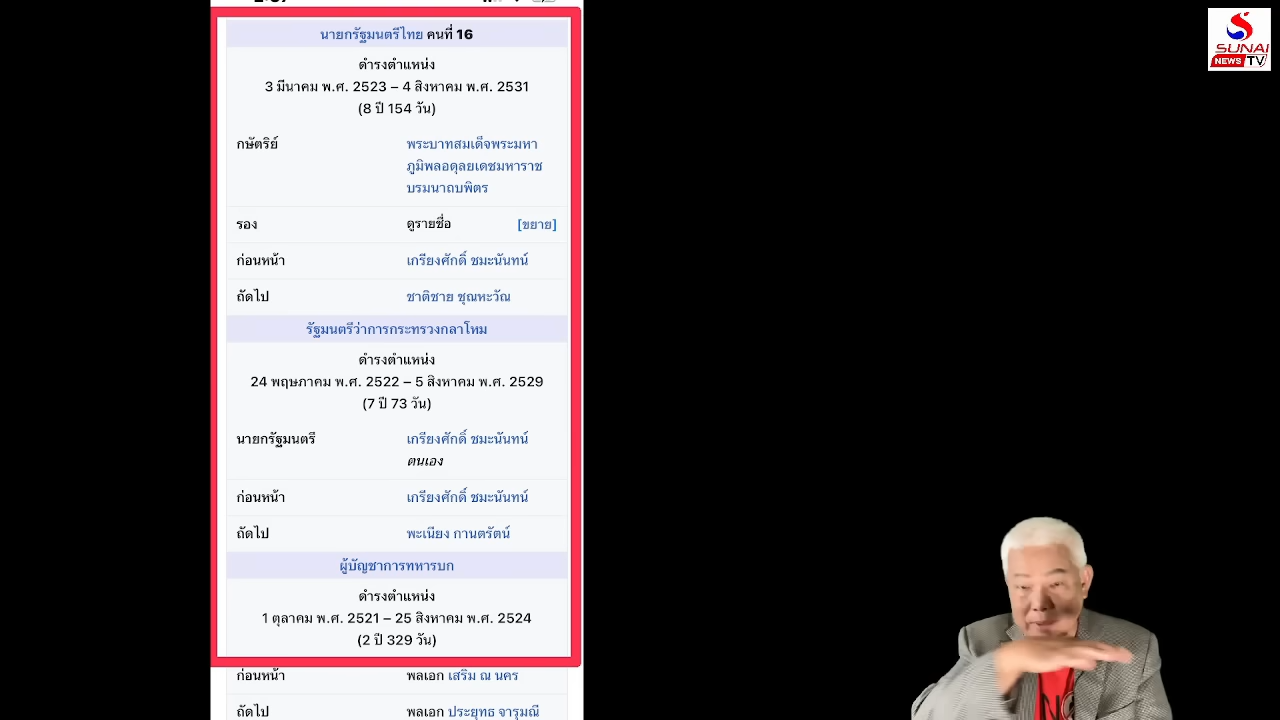 SUNAI
NEWS TV
นายกรัฐมนตรีไทย คนที่ 16
ดำรงตำแหน่ง
3 มีนาคม พ.ศ. 2523 – 4 สิงหาคม พ.ศ. 2531
(8 ปี 154 วัน)
กษัตริย์ พระบาทสมเด็จพระมหา
ภูมิพลอดุลยเดชมหาราช
บรมนาถบพิตร
รอง ดูรายชื่อ [ขยาย]
ก่อนหน้า เกรียงศักดิ์ ชมะนันทน์
ถัดไป ชาติชาย ชุณหะวัณ
รัฐมนตรีว่าการกระทรวงกลาโหม
ดำรงตำแหน่ง
24 พฤษภาคม พ.ศ. 2522 – 5 สิงหาคม พ.ศ. 2529
(7 ปี 73 วัน)
นายกรัฐมนตรี เกรียงศักดิ์ ชมะนันทน์
ตนเอง
ก่อนหน้า เกรียงศักดิ์ ชมะนันทน์
ถัดไป พะเนียง กานตรัตน์
ผู้บัญชาการทหารบก
ดำรงตำแหน่ง
1 ตุลาคม พ.ศ. 2521 – 25 สิงหาคม พ.ศ. 2524
(2 ปี 329 วัน)
ก่อนหน้า พลเอก เสริม ณ นคร
ถัดไป พลเอก ประยุทธ จารุมณี